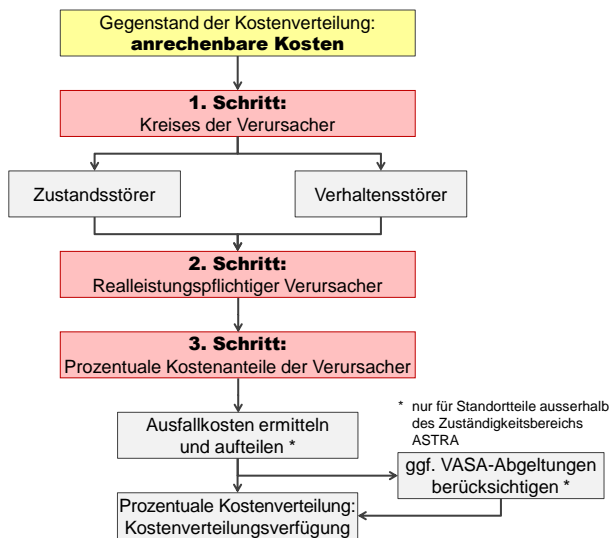 Gegenstand der Kostenverteilung:
anrechenbare Kosten
1. Schritt:
Kreises der Verursacher
Zustandsstörer
Verhaltensstörer
2. Schritt:
Realleistungspflichtiger Verursacher
3. Schritt:
Prozentuale Kostenanteile der Verursacher
* nur für Standortteile ausserhalb
des Zuständigkeitsbereichs
ASTRA
Ausfallkosten ermitteln
und aufteilen *
ggf. VASA-Abgeltungen
berücksichtigen *
Prozentuale Kostenverteilung:
Kostenverteilungsverfügung